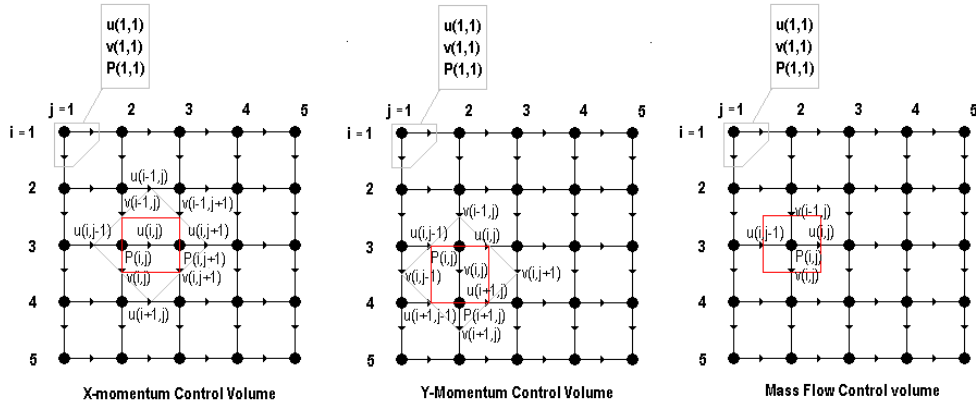 u(1,1)
v(1,1)
P(1,1)
j =1 2 3 4 5
i =1
2
3
4
5
u(i-1,j)
v(i-1,j)
v(i-1,j+1)
u(i,j-1)
u(i,j)
u(i,j+1)
P(i,j)
P(i,j+1)
v(i,j)
v(i,j+1)
u(i+1,j)
X-momentum Control Volume
u(1,1)
v(1,1)
P(1,1)
j =1 2 3 4 5
i =1
2
3
4
5
v(i-1,j)
u(i,j-1)
u(i,j)
P(i,j)
v(i,j-1)
v(i,j)
v(i,j+1)
u(i+1,j)
u(i+1,j-1)
P(i+1,j)
v(i+1,j)
Y-Momentum Control Volume
u(1,1)
v(1,1)
P(1,1)
j =1 2 3 4 5
i =1
2
3
4
5
v(i-1,j)
u(i,j-1)
u(i,j)
P(i,j)
v(i,j)
Mass Flow Control volume